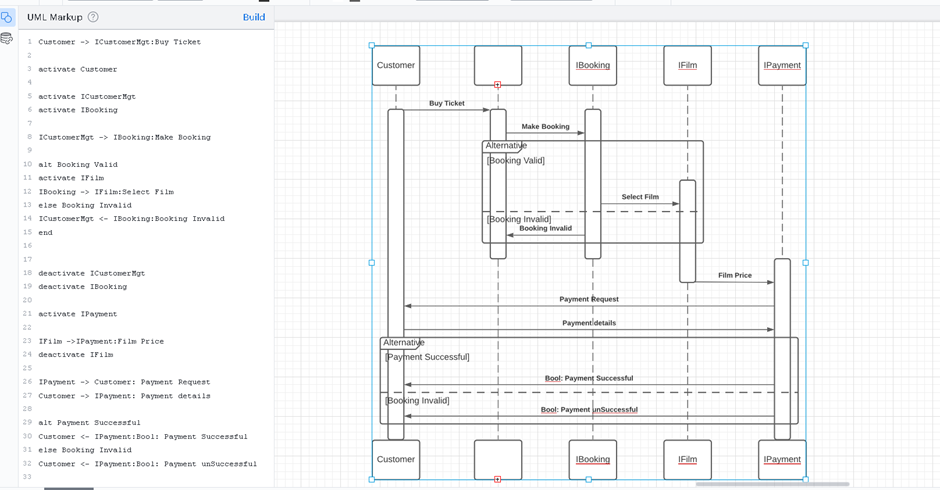 UML Markup ? Build
1 Customer -> ICustomerMgt:Buy Ticket
2
3 activate Customer
4
5 activate ICustomerMgt
6 activate IBooking
7
8 ICustomerMgt -> IBooking:Make Booking
9
10 alt Booking Valid
11 activate IFilm
12 IBooking -> IFilm:Select Film
13 else Booking Invalid
14 ICustomerMgt <- IBooking:Booking Invalid
15 end
16
17
18 deactivate ICustomerMgt
19 deactivate IBooking
20
21 activate IPayment
22
23 IFilm ->IPayment:Film Price
24 deactivate IFilm
25
26 IPayment -> Customer: Payment Request
27 Customer -> IPayment: Payment details
28
29 alt Payment Successful
30 Customer <- IPayment:Bool: Payment Successful
31 else Booking Invalid
32 Customer <- IPayment:Bool: Payment unSuccessful
33
Customer IBooking IFilm IPayment
Buy Ticket
Make Booking
Alternative
[Booking Valid]
Select Film
[Booking Invalid]
Booking Invalid
Film Price
Payment Request
Payment details
Alternative
[Payment Successful]
Bool: Payment Successful
[Booking Invalid]
Bool: Payment unSuccessful
Customer IBooking IFilm IPayment